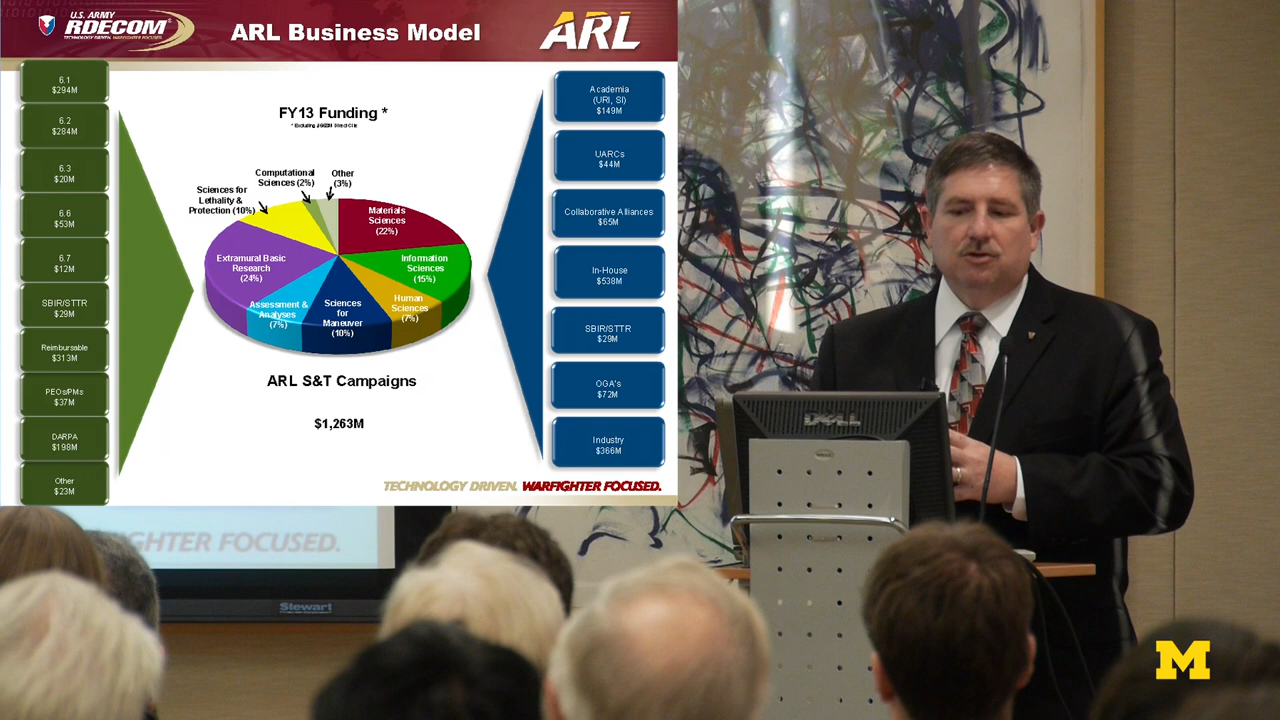 U.S. ARMY
RDECOM®
TECHNOLOGY DRIVEN. WARFIGHTER FOCUSED.
ARL Business Model
ARL
6.1
$294M
6.2
$284M
6.3
$20M
6.6
$53M
6.7
$12M
SBIR/STTR
$29M
Reimbursable
$313M
PEOs/PMs
$37M
DARPA
$198M
Other
$23M
FY13 Funding *
Computational
Sciences (2%)
Other
(3%)
Sciences for
Lethality &
Protection (10%)
Materials
Sciences
(22%)
Extramural Basic
Research
(24%)
Information
Sciences
(15%)
Assessment &
Analyses
(7%)
Sciences
for
Maneuver
(10%)
Human
Sciences
(7%)
ARL S&T Campaigns
$1,263M
Academia
(URI, SI)
$149M
UARCs
$44M
Collaborative Alliances
$65M
In-House
$538M
SBIR/STTR
$29M
OGA's
$72M
Industry
$366M
TECHNOLOGY DRIVEN. WARFIGHTER FOCUSED.
DELL
GHTER FOCUSED.
Stewart
M